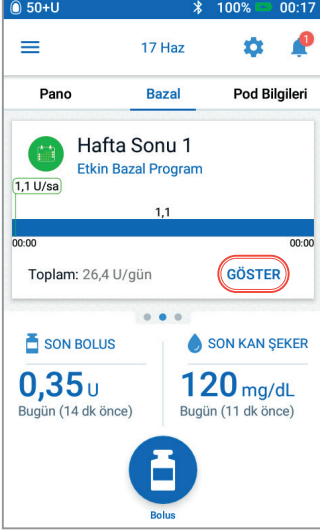 50+U 100% 00:17
17 Haz 1
Pano Bazal Pod Bilgileri
Hafta Sonu 1
Etkin Bazal Program
1,1 U/sa
1,1
00:00 00:00
Toplam: 26,4 U/gün GÖSTER
SON BOLUS SON KAN ŞEKER
0,35 U 120 mg/dL
Bugün (14 dk önce) Bugün (11 dk önce)
Bolus